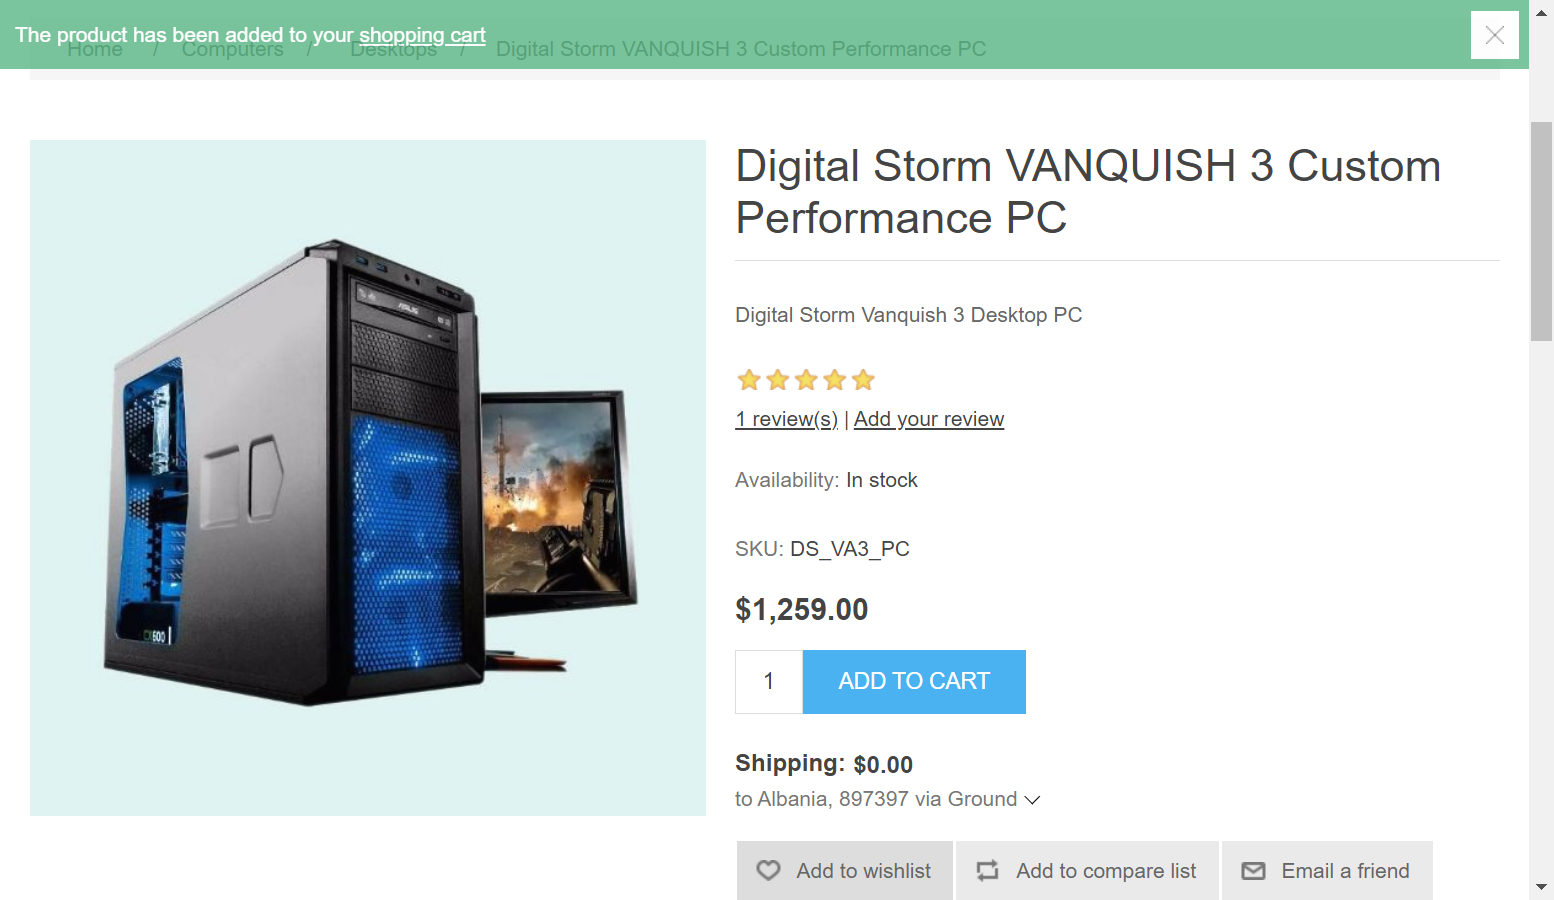 The product has been added to your shopping cart
Home / Computers / Desktops / Digital Storm VANQUISH 3 Custom Performance PC
Digital Storm VANQUISH 3 Custom
Performance PC
Digital Storm Vanquish 3 Desktop PC
1 review(s) | Add your review
Availability: In stock
SKU: DS_VA3_PC
$1,259.00
1 ADD TO CART
Shipping: $0.00
to Albania, 897397 via Ground
Add to wishlist Add to compare list Email a friend
ASUS
CX600